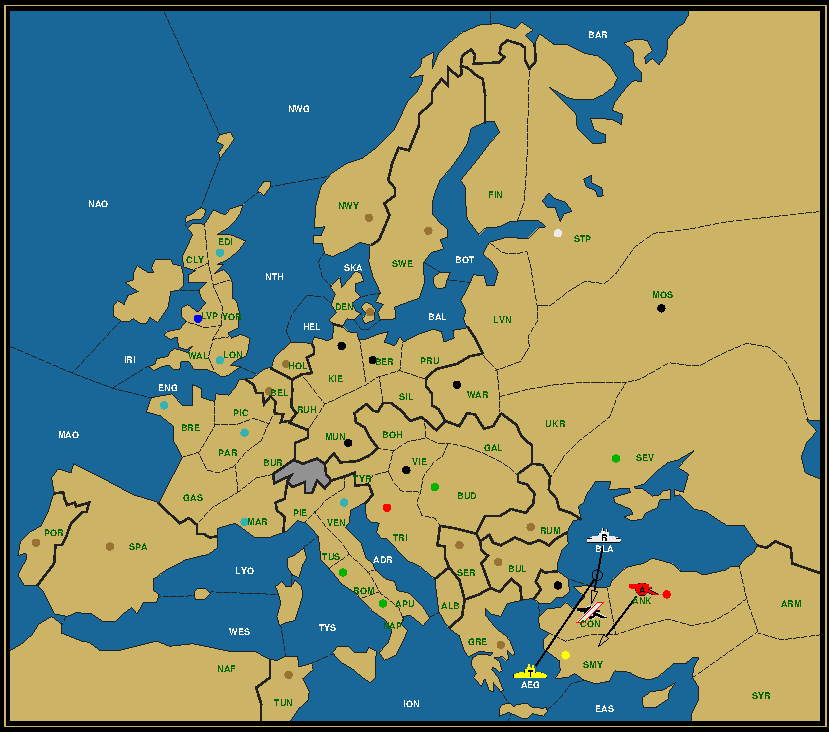 BAR
NWG
NAO
FIN
NWY
STP
EDI
CLY
SWE
BOT
SKA
NTH
MOS
DEN
LVP
YOR
BAL
LVN
HEL
IRI
WAL
LON
HOL
BER
PRU
KIE
ENG
BEL
SIL
WAR
RUH
PIC
BRE
UKR
MAO
MUN
BOH
GAL
PAR
BUR
VIE
SEV
TYR
BUD
GAS
PIE
VEN
MAR
POR
SPA
TRI
RUM
R
BLA
TUS
ADR
LYO
SER
BUL
A
ROM
ANK
APU
ALB
ARM
CON
NAP
WES
TYS
GRE
NAF
SMY
T
AEG
SYR
TUN
ION
EAS